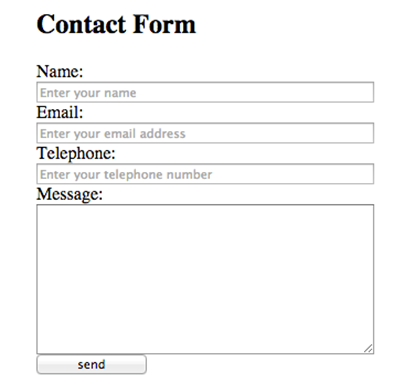 Contact Form
Name:
Enter your name
Email:
Enter your email address
Telephone:
Enter your telephone number
Message:
send